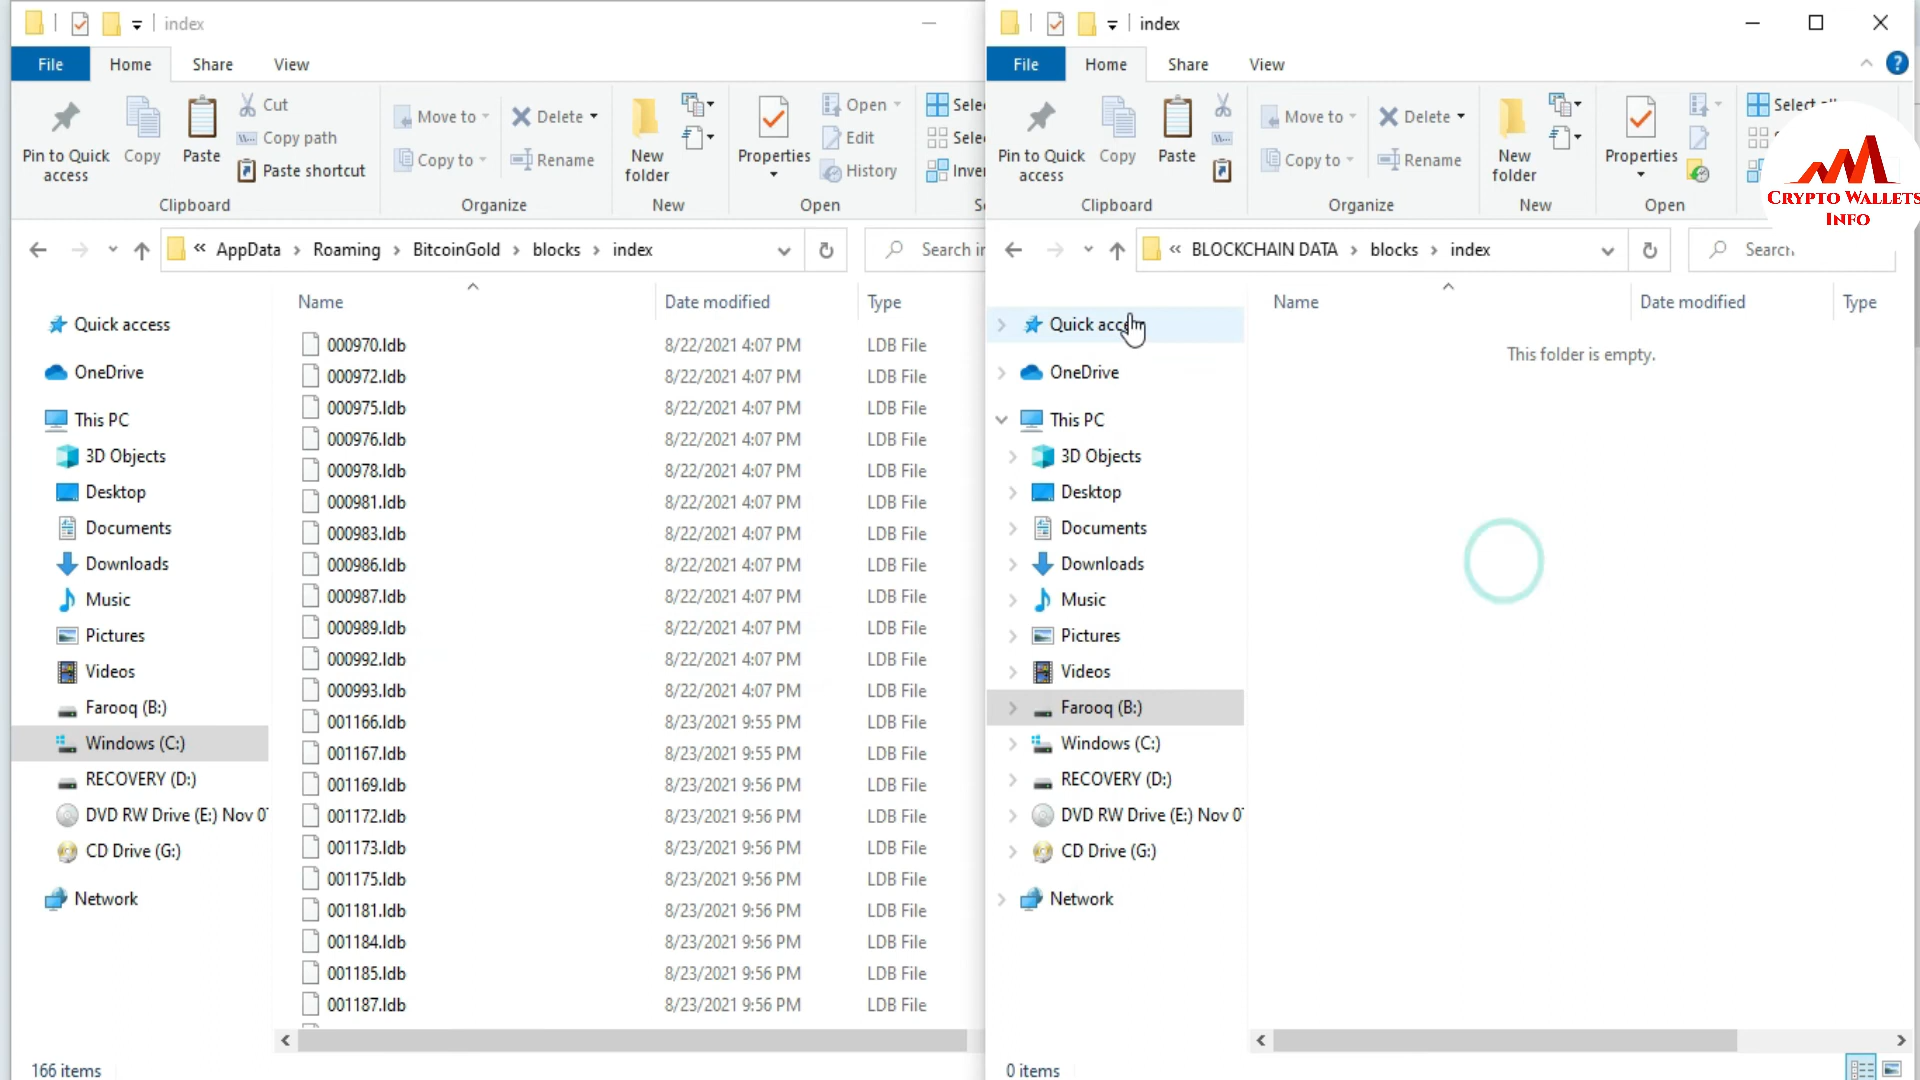 index
File Home Share View
Pin to Quick access
Copy
Paste
Cut
Copy path
Paste shortcut
Clipboard
Move to
Copy to
Delete
Rename
Organize
New folder
New
Properties
Open
Edit
History
Open
AppData Roaming BitcoinGold blocks index
Search in
Quick access
OneDrive
This PC
3D Objects
Desktop
Documents
Downloads
Music
Pictures
Videos
Farooq (B:)
Windows (C:)
RECOVERY (D:)
DVD RW Drive (E:) Nov
CD Drive (G:)
Network
Name Date modified Type
000970.ldb 8/22/2021 4:07 PM LDB File
000972.ldb 8/22/2021 4:07 PM LDB File
000975.ldb 8/22/2021 4:07 PM LDB File
000976.ldb 8/22/2021 4:07 PM LDB File
000978.ldb 8/22/2021 4:07 PM LDB File
000981.ldb 8/22/2021 4:07 PM LDB File
000983.ldb 8/22/2021 4:07 PM LDB File
000986.ldb 8/22/2021 4:07 PM LDB File
000987.ldb 8/22/2021 4:07 PM LDB File
000989.ldb 8/22/2021 4:07 PM LDB File
000992.ldb 8/22/2021 4:07 PM LDB File
000993.ldb 8/22/2021 4:07 PM LDB File
001166.ldb 8/23/2021 9:55 PM LDB File
001167.ldb 8/23/2021 9:55 PM LDB File
001169.ldb 8/23/2021 9:56 PM LDB File
001172.ldb 8/23/2021 9:56 PM LDB File
001173.ldb 8/23/2021 9:56 PM LDB File
001175.ldb 8/23/2021 9:56 PM LDB File
001181.ldb 8/23/2021 9:56 PM LDB File
001184.ldb 8/23/2021 9:56 PM LDB File
001185.ldb 8/23/2021 9:56 PM LDB File
001187.ldb 8/23/2021 9:56 PM LDB File
166 items
index
File Home Share View
Pin to Quick access
Copy
Paste
Clipboard
Move to
Copy to
Delete
Rename
Organize
New folder
New
Properties
Open
Select
CRYPTO WALLETS
INFO
BLOCKCHAIN DATA blocks index
Search
Quick
OneDrive
This PC
3D Objects
Desktop
Documents
Downloads
Music
Pictures
Videos
Farooq (B:)
Windows (C:)
RECOVERY (D:)
DVD RW Drive (E:) Nov
CD Drive (G:)
Network
Name Date modified Type
This folder is empty.
0 items